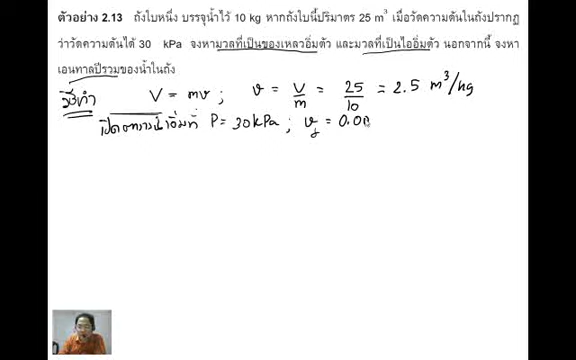 ตัวอย่าง 2.13 ถังใบหนึ่ง บรรจุน้ำไว้ 10 kg หากถังใบนี้ปริมาตร 25 m³ เมื่อวัดความดันในถังปรากฏ
ว่าวัดความดันได้ 30 kPa จงหามวลที่เป็นของเหลวอิ่มตัว และมวลที่เป็นไออิ่มตัว นอกจากนี้ จงหา
เอนทาลปีรวมของน้ำในถัง
วิธีทำ V = mv ; v = V/m = 25/10 = 2.5 m³/kg
เปิดตารางน้ำอิ่มที่ P = 30 kPa ; vf = 0.00